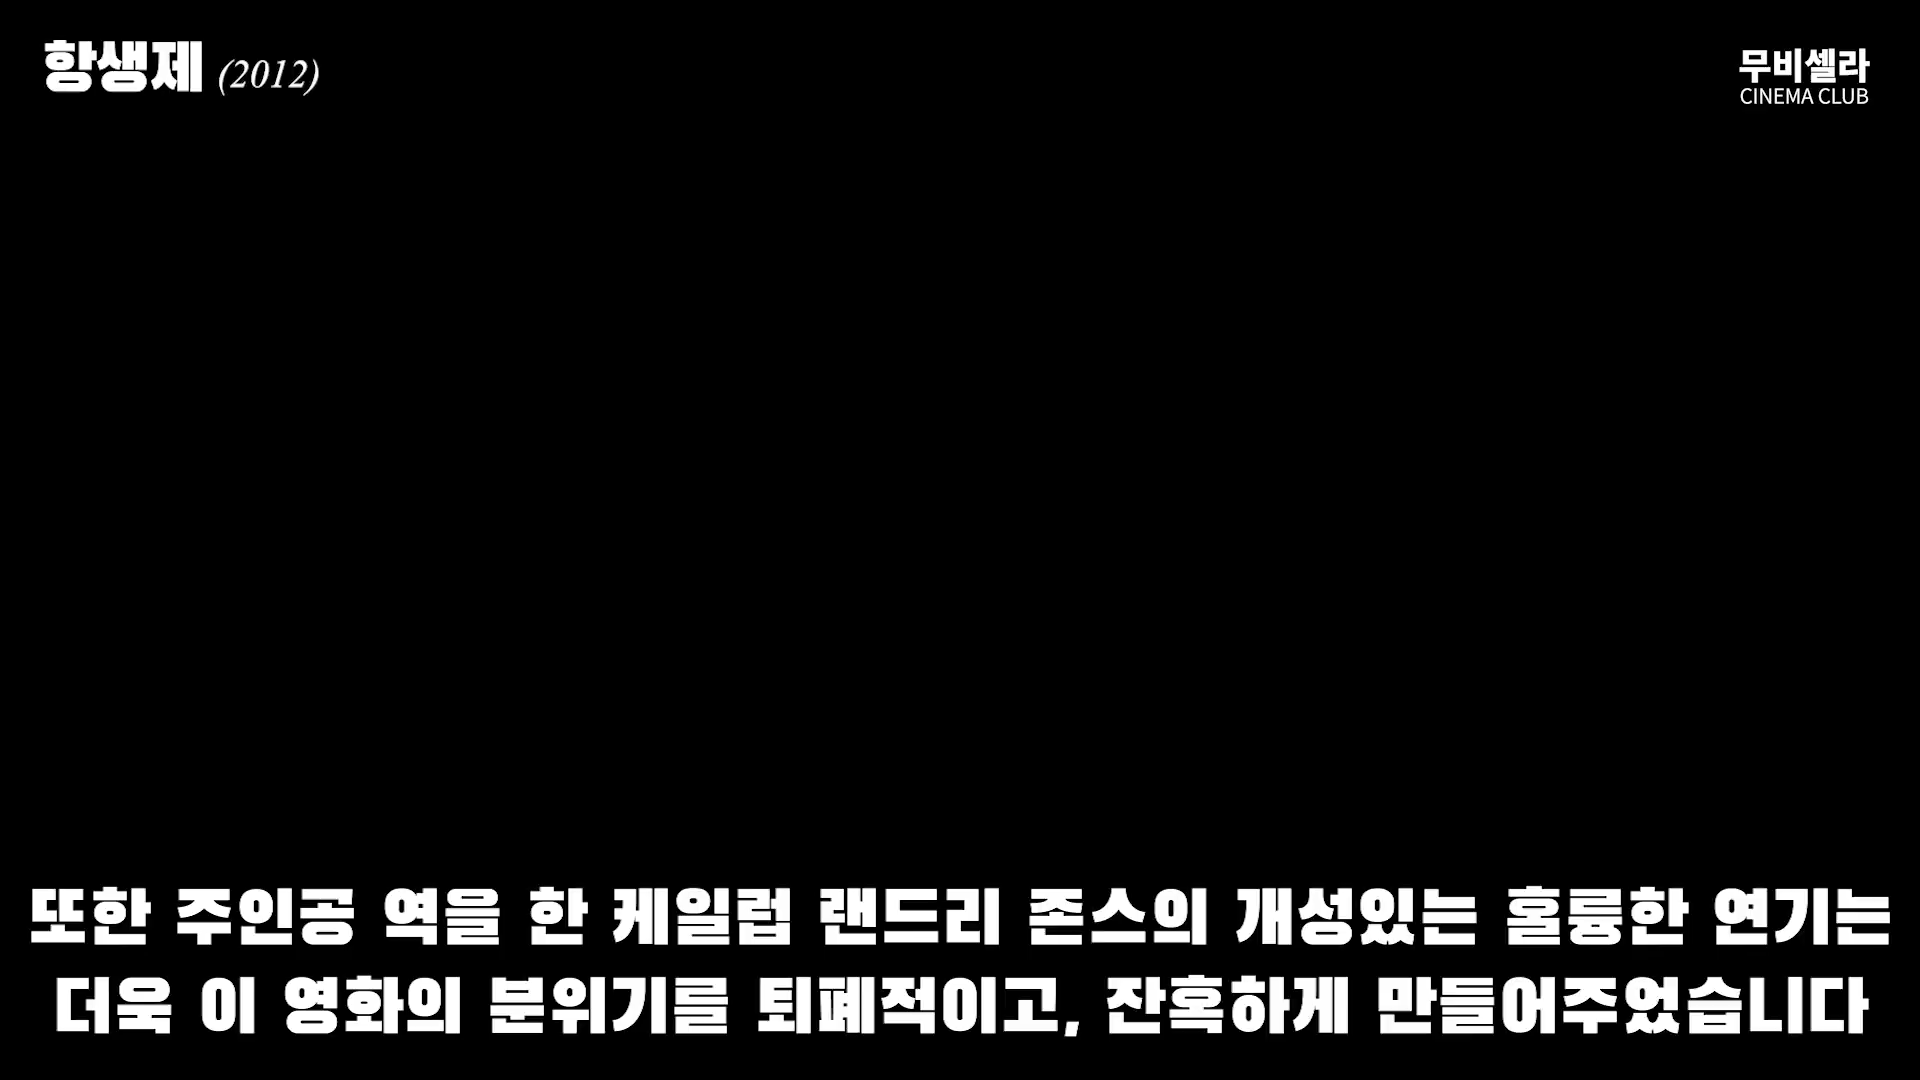 항생제 (2012)
무비셀라
CINEMA CLUB
또한 주인공 역을 한 케일럽 랜드리 존스의 개성있는 훌륭한 연기는
더욱 이 영화의 분위기를 퇴폐적이고, 잔혹하게 만들어주었습니다